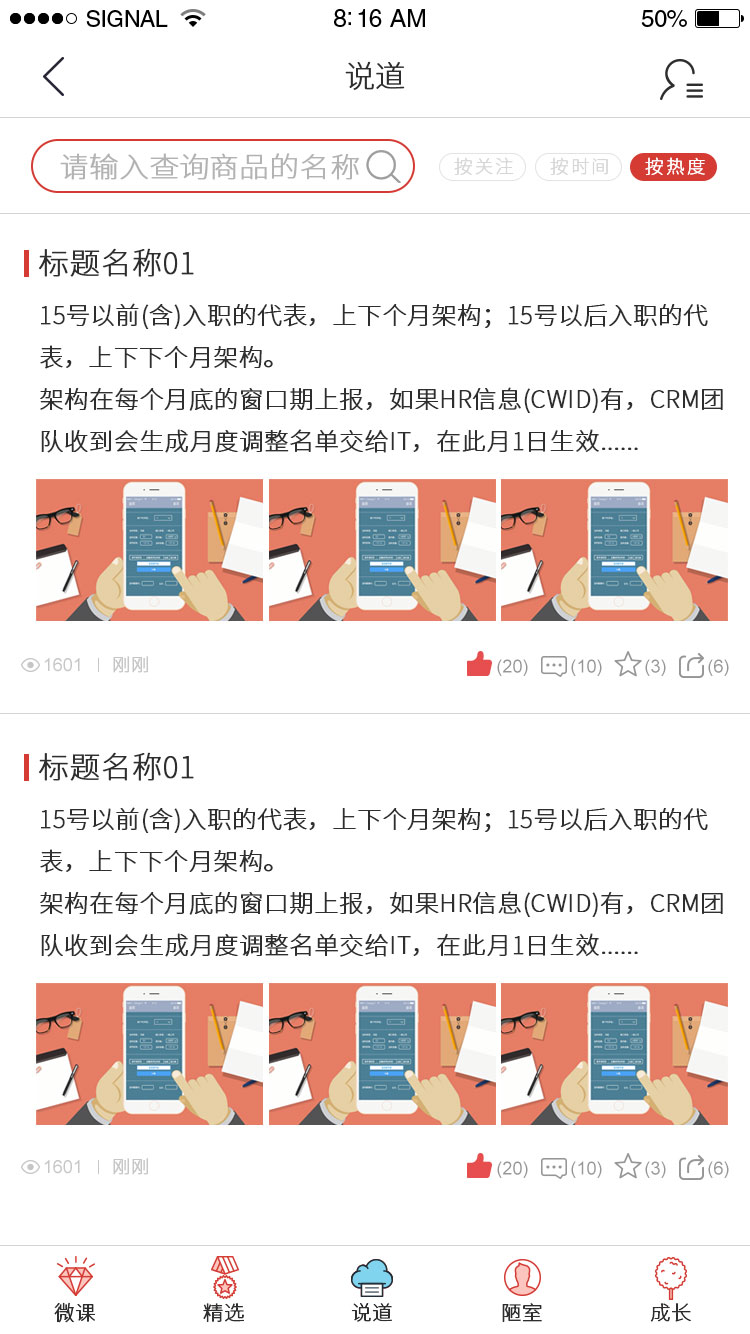 SIGNAL 8:16 AM 50%
说道
请输入查询商品的名称 按关注 按时间 按热度
标题名称01
15号以前(含)入职的代表，上下个月架构；15号以后入职的代
表，上下下个月架构。
架构在每个月底的窗口期上报，如果HR信息(CWID)有，CRM团
队收到会生成月度调整名单交给IT，在此月1日生效......
1601 刚刚 (20) (10) (3) (6)
标题名称01
15号以前(含)入职的代表，上下个月架构；15号以后入职的代
表，上下下个月架构。
架构在每个月底的窗口期上报，如果HR信息(CWID)有，CRM团
队收到会生成月度调整名单交给IT，在此月1日生效......
1601 刚刚 (20) (10) (3) (6)
微课 精选 说道 陋室 成长